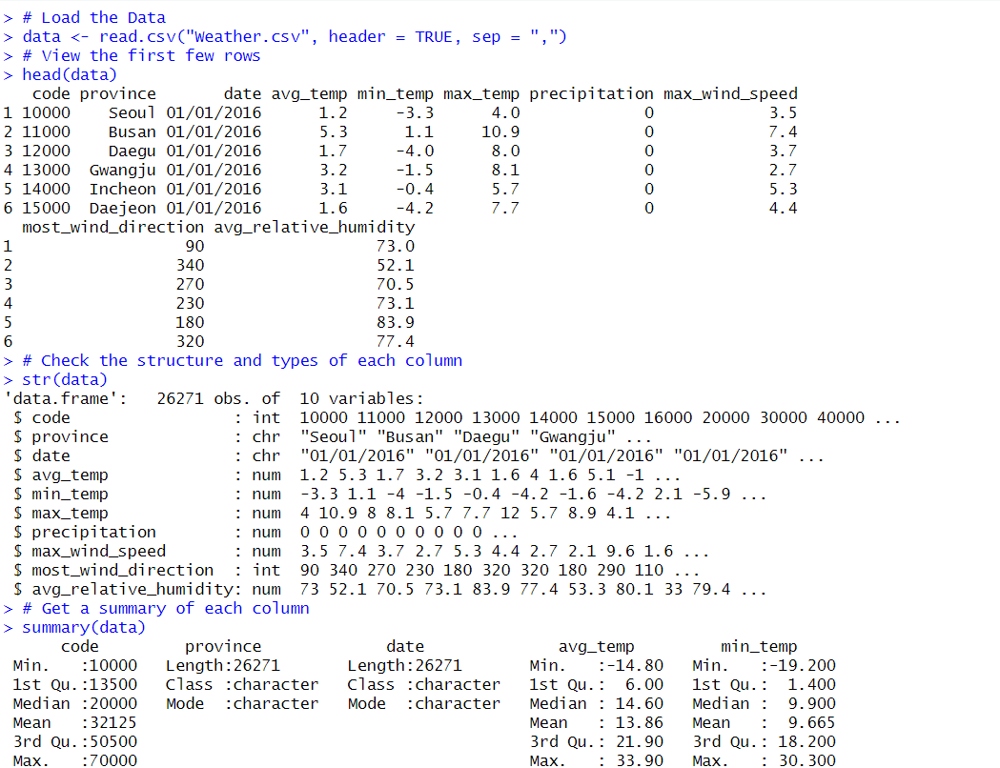 > # Load the Data
> data <- read.csv("Weather.csv", header = TRUE, sep = ",")
> # View the first few rows
> head(data)
   code province       date avg_temp min_temp max_temp precipitation max_wind_speed
1 10000    Seoul 01/01/2016      1.2     -3.3      4.0             0            3.5
2 11000    Busan 01/01/2016      5.3      1.1     10.9             0            7.4
3 12000    Daegu 01/01/2016      1.7     -4.0      8.0             0            3.7
4 13000  Gwangju 01/01/2016      3.2     -1.5      8.1             0            2.7
5 14000  Incheon 01/01/2016      3.1     -0.4      5.7             0            5.3
6 15000  Daejeon 01/01/2016      1.6     -4.2      7.7             0            4.4
  most_wind_direction avg_relative_humidity
1                  90                  73.0
2                 340                  52.1
3                 270                  70.5
4                 230                  73.1
5                 180                  83.9
6                 320                  77.4
> # Check the structure and types of each column
> str(data)
'data.frame':   26271 obs. of  10 variables:
 $ code                 : int  10000 11000 12000 13000 14000 15000 16000 20000 30000 40000 ...
 $ province             : chr  "Seoul" "Busan" "Daegu" "Gwangju" ...
 $ date                 : chr  "01/01/2016" "01/01/2016" "01/01/2016" "01/01/2016" ...
 $ avg_temp             : num  1.2 5.3 1.7 3.2 3.1 1.6 4 1.6 5.1 -1 ...
 $ min_temp             : num  -3.3 1.1 -4 -1.5 -0.4 -4.2 -1.6 -4.2 2.1 -5.9 ...
 $ max_temp             : num  4 10.9 8 8.1 5.7 7.7 12 5.7 8.9 4.1 ...
 $ precipitation        : num  0 0 0 0 0 0 0 0 0 0 ...
 $ max_wind_speed       : num  3.5 7.4 3.7 2.7 5.3 4.4 2.7 2.1 9.6 1.6 ...
 $ most_wind_direction  : int  90 340 270 230 180 320 320 180 290 110 ...
 $ avg_relative_humidity: num  73 52.1 70.5 73.1 83.9 77.4 53.3 80.1 33 79.4 ...
> # Get a summary of each column
> summary(data)
      code         province             date              avg_temp         min_temp
 Min.   :10000   Length:26271       Length:26271       Min.   :-14.80   Min.   :-19.200
 1st Qu.:13500   Class :character   Class :character   1st Qu.:  6.00   1st Qu.:  1.400
 Median :20000   Mode  :character   Mode  :character   Median : 14.60   Median :  9.900
 Mean   :32125                                         Mean   : 13.86   Mean   :  9.665
 3rd Qu.:50500                                         3rd Qu.: 21.90   3rd Qu.: 18.200
 Max.   :70000                                         Max.   : 33.90   Max.   : 30.300